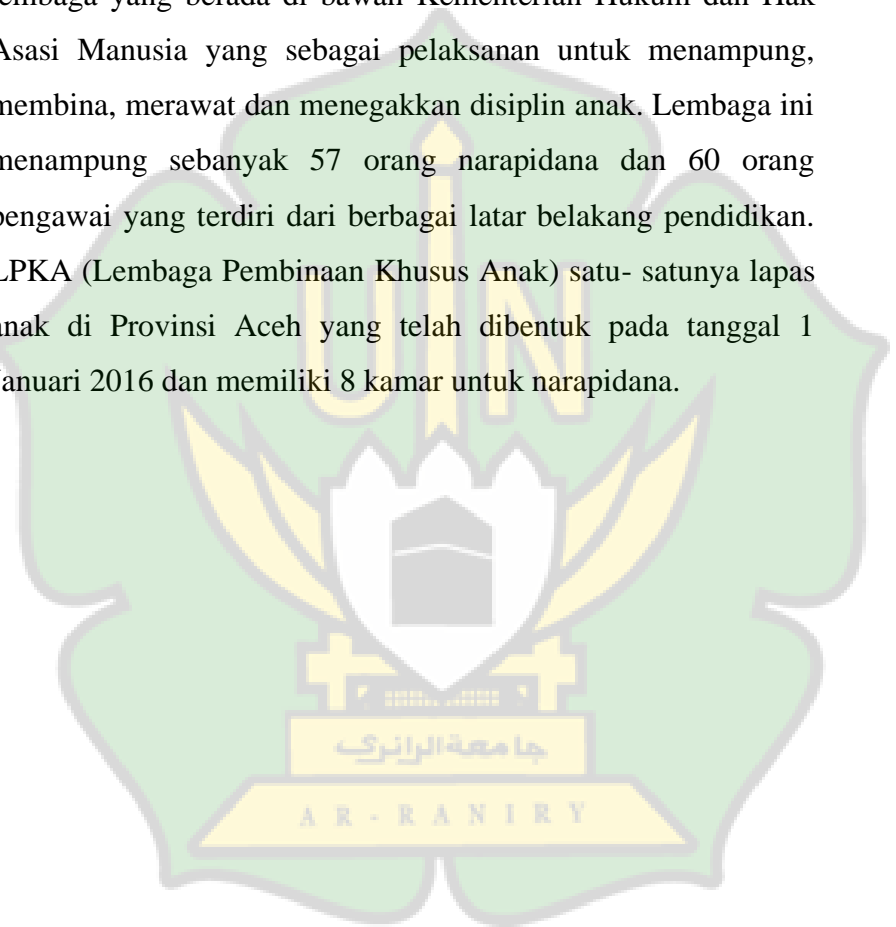 lembaga yang berada di bawah Kementerian Hukum dan Hak
Asasi Manusia yang sebagai pelaksanan untuk menampung,
membina, merawat dan menegakkan disiplin anak. Lembaga ini
menampung sebanyak 57 orang narapidana dan 60 orang
pengawai yang terdiri dari berbagai latar belakang pendidikan.
LPKA (Lembaga Pembinaan Khusus Anak) satu- satunya lapas
anak di Provinsi Aceh yang telah dibentuk pada tanggal 1
Januari 2016 dan memiliki 8 kamar untuk narapidana.
UIN
جامعة الرانري
AR-RANIRY